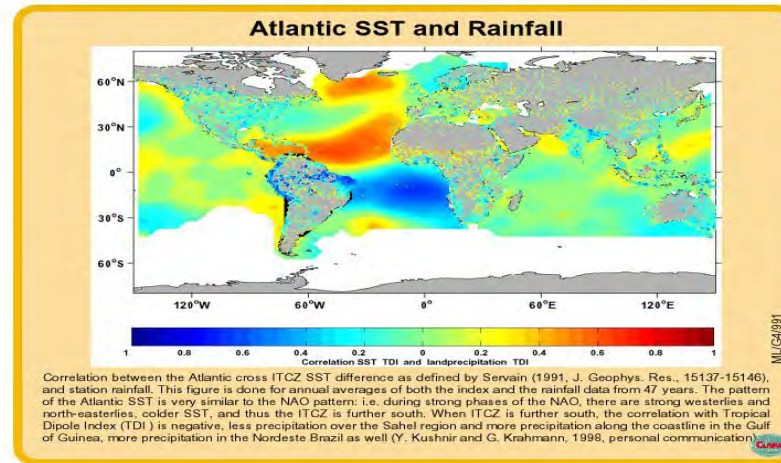 Atlantic SST and Rainfall
60°N
30°N
0°
30°S
60°S
120°W
60°W
0°E
60°E
120°E
1 0.8 0.6 0.4 0.2 0 0.2 0.4 0.6 0.8 1
Correlation SST TDI and landprecipitation TDI
ML/G4/991
Correlation between the Atlantic cross ITCZ SST difference as defined by Servain (1991, J. Geophys. Res., 15137-15146),
and station rainfall. This figure is done for annual averages of both the index and the rainfall data from 47 years. The pattern
of the Atlantic SST is very similar to the NAO pattern: i.e. during strong phases of the NAO, there are strong westerlies and
north-easterlies, colder SST, and thus the ITCZ is further south. When ITCZ is further south, the correlation with Tropical
Dipole Index (TDI ) is negative, less precipitation over the Sahel region and more precipitation along the coastline in the Gulf
of Guinea, more precipitation in the Nordeste Brazil as well (Y. Kushnir and G. Krahmann, 1998, personal communication).